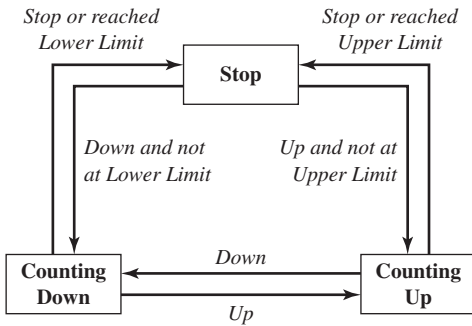 Stop or reached
Lower Limit
Stop or reached
Upper Limit
Stop
Down and not
at Lower Limit
Up and not at
Upper Limit
Counting
Down
Down
Up
Counting
Up